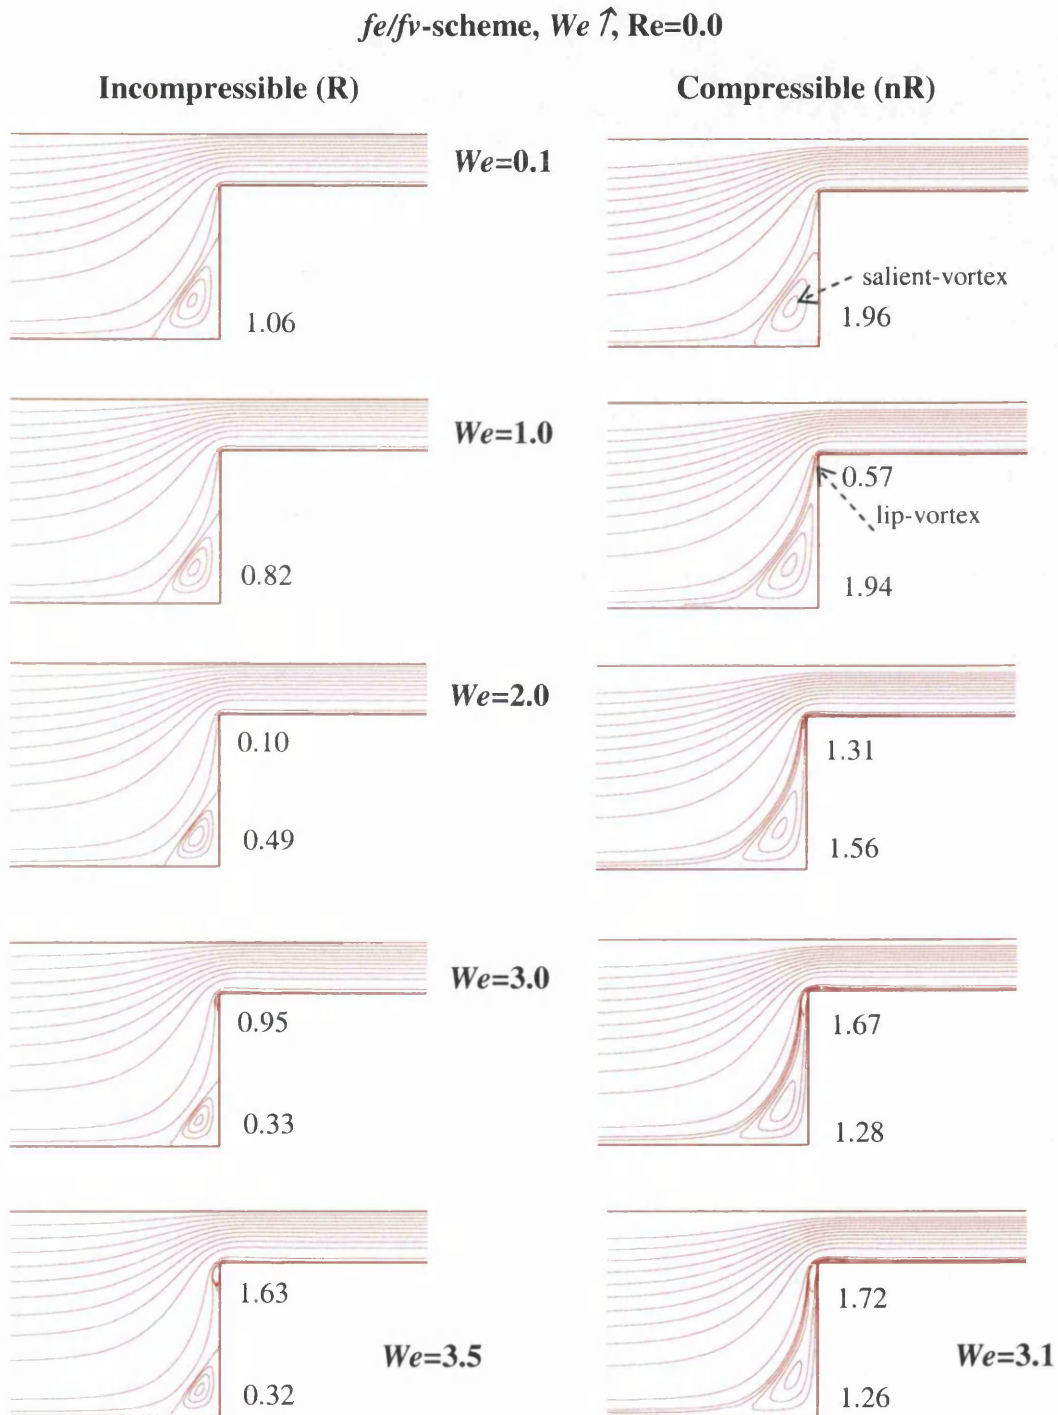 fe/fv-scheme, We ↑, Re=0.0
Incompressible (R)
Compressible (nR)
We=0.1
salient-vortex
1.06
1.96
We=1.0
0.57
lip-vortex
0.82
1.94
We=2.0
0.10
1.31
0.49
1.56
We=3.0
0.95
1.67
0.33
1.28
1.63
1.72
We=3.5
We=3.1
0.32
1.26